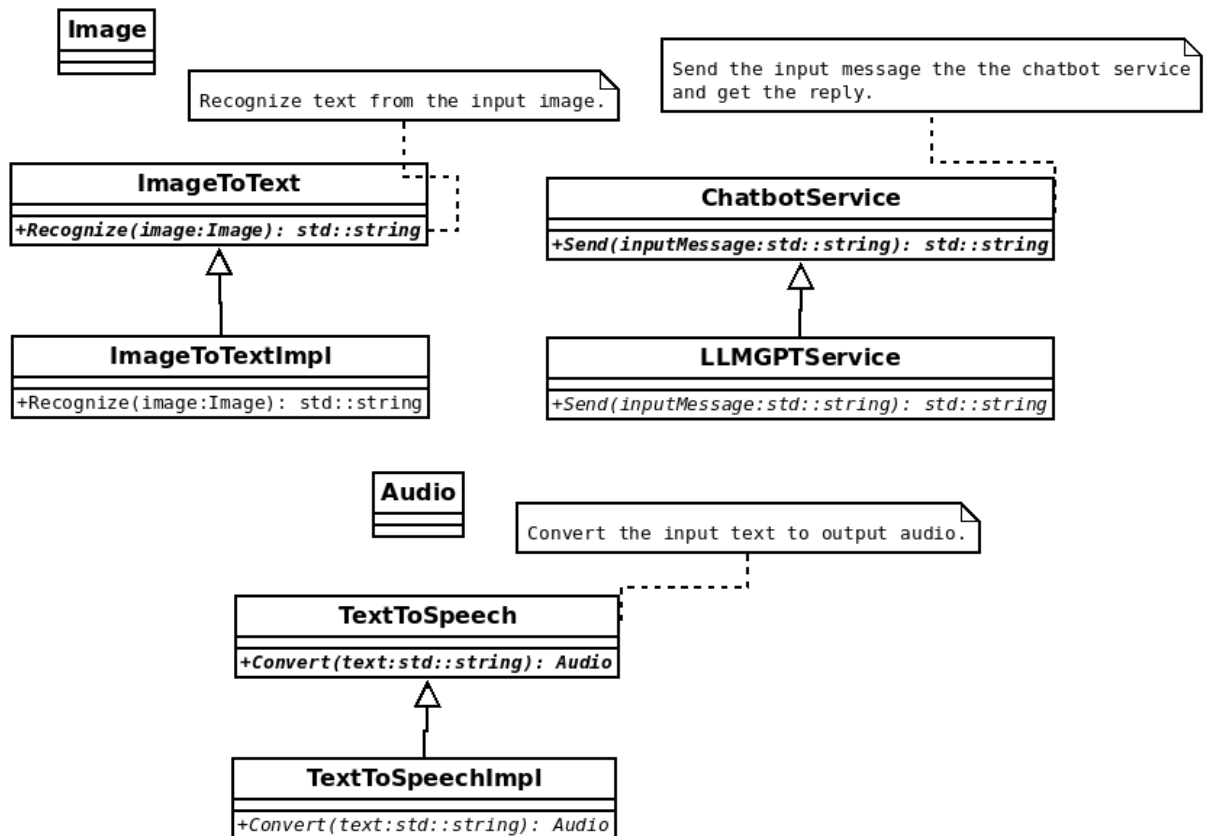 Image
Recognize text from the input image.
Send the input message the the chatbot service
and get the reply.
ImageToText
+Recognize(image:Image): std::string
ChatbotService
+Send(inputMessage:std::string): std::string
ImageToTextImpl
+Recognize(image:Image): std::string
LLMGPTService
+Send(inputMessage:std::string): std::string
Audio
Convert the input text to output audio.
TextToSpeech
+Convert(text:std::string): Audio
TextToSpeechImpl
+Convert(text:std::string): Audio